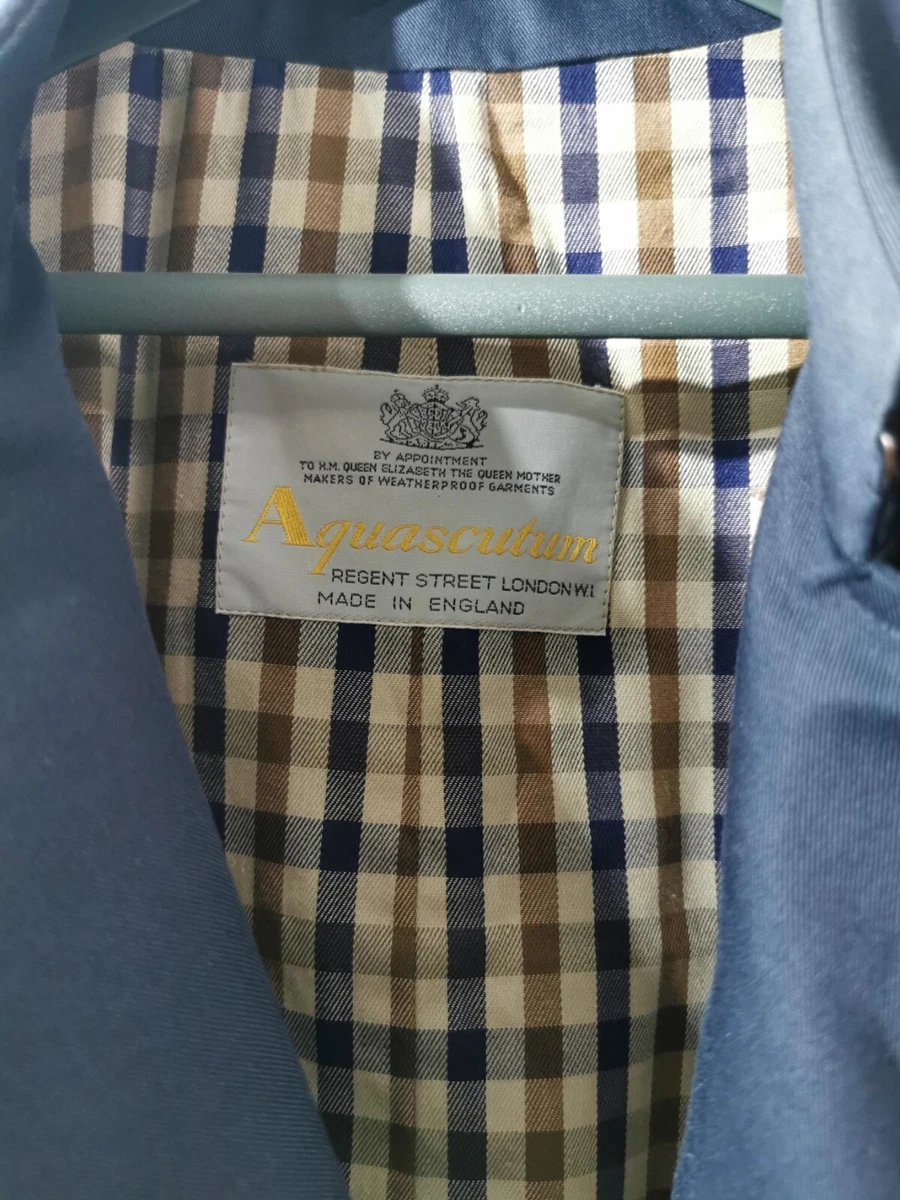 BY APPOINTMENT
TO H.M. QUEEN ELIZABETH THE QUEEN MOTHER
MAKERS OF WEATHERPROOF GARMENTS
Aquascutum
REGENT STREET LONDON W.1.
MADE IN ENGLAND